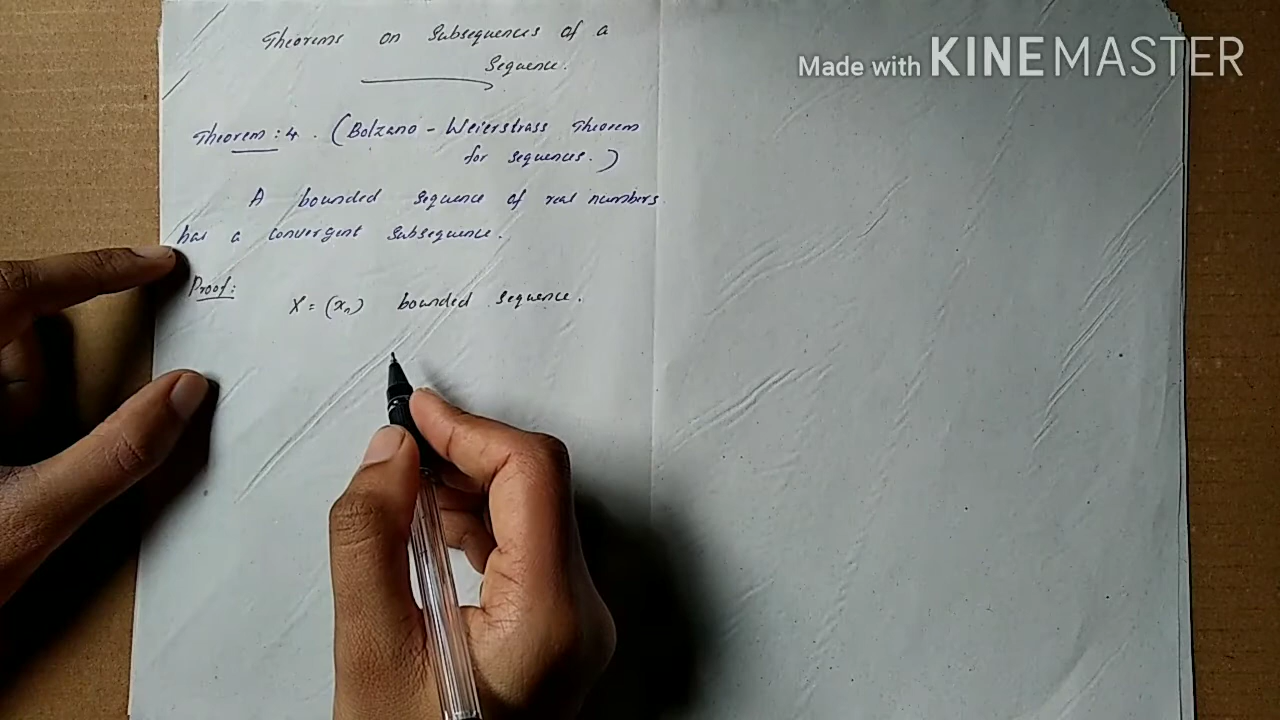 Theorems on Subsequences of a
Sequence.
Made with KINEMASTER
Theorem : 4 . (Bolzano - Weierstrass Theorem
for sequences.)
A bounded sequence of real numbers
has a convergent subsequence.
Proof:
X = (xₙ) bounded sequence.